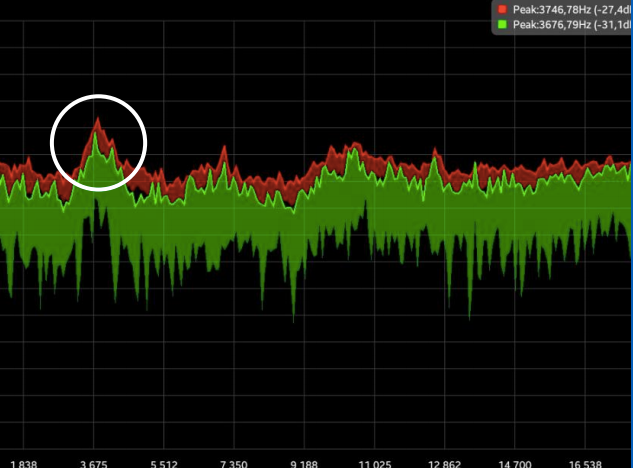 Peak:3746,78Hz (-27,4d
Peak:3676,79Hz (-31,1d
1.838 3.675 5.512 7.350 9.188 11.025 12.862 14.700 16.538